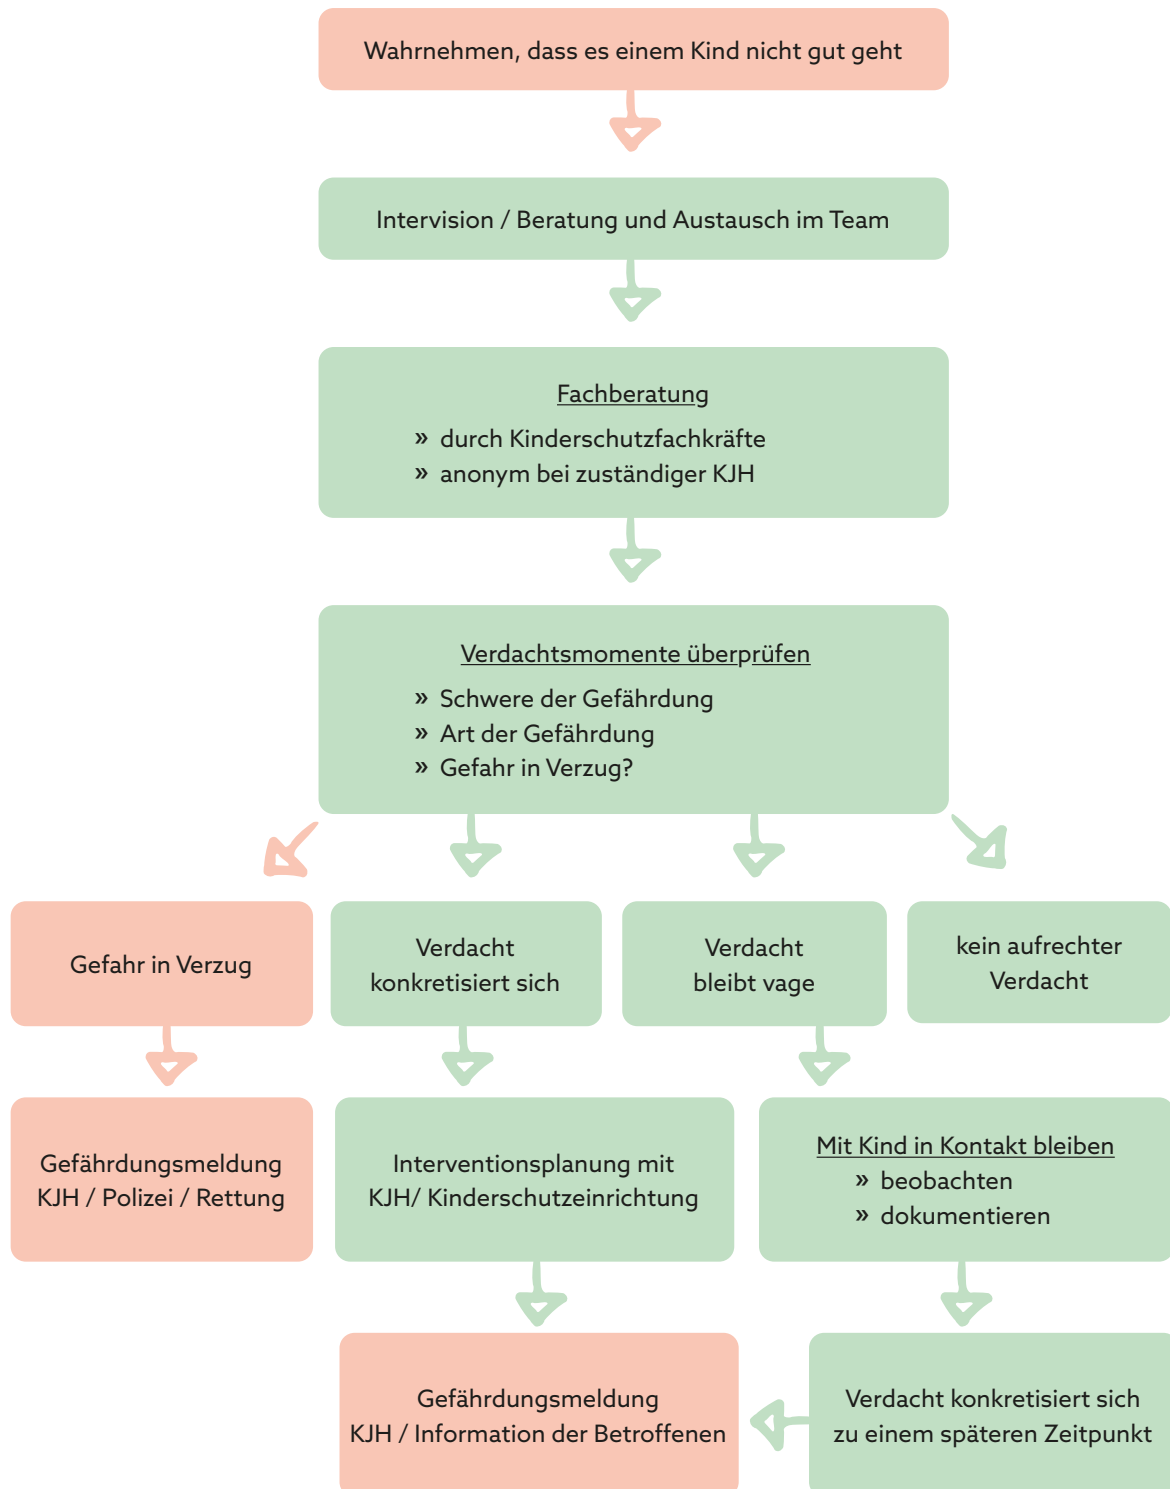 Wahrnehmen, dass es einem Kind nicht gut geht
Intervision / Beratung und Austausch im Team
Fachberatung
» durch Kinderschutzfachkräfte
» anonym bei zuständiger KJH
Verdachtsmomente überprüfen
» Schwere der Gefährdung
» Art der Gefährdung
» Gefahr in Verzug?
Gefahr in Verzug
Verdacht
konkretisiert sich
Verdacht
bleibt vage
kein aufrechter
Verdacht
Gefährdungsmeldung
KJH / Polizei / Rettung
Interventionsplanung mit
KJH/ Kinderschutzeinrichtung
Mit Kind in Kontakt bleiben
» beobachten
» dokumentieren
Gefährdungsmeldung
KJH / Information der Betroffenen
Verdacht konkretisiert sich
zu einem späteren Zeitpunkt